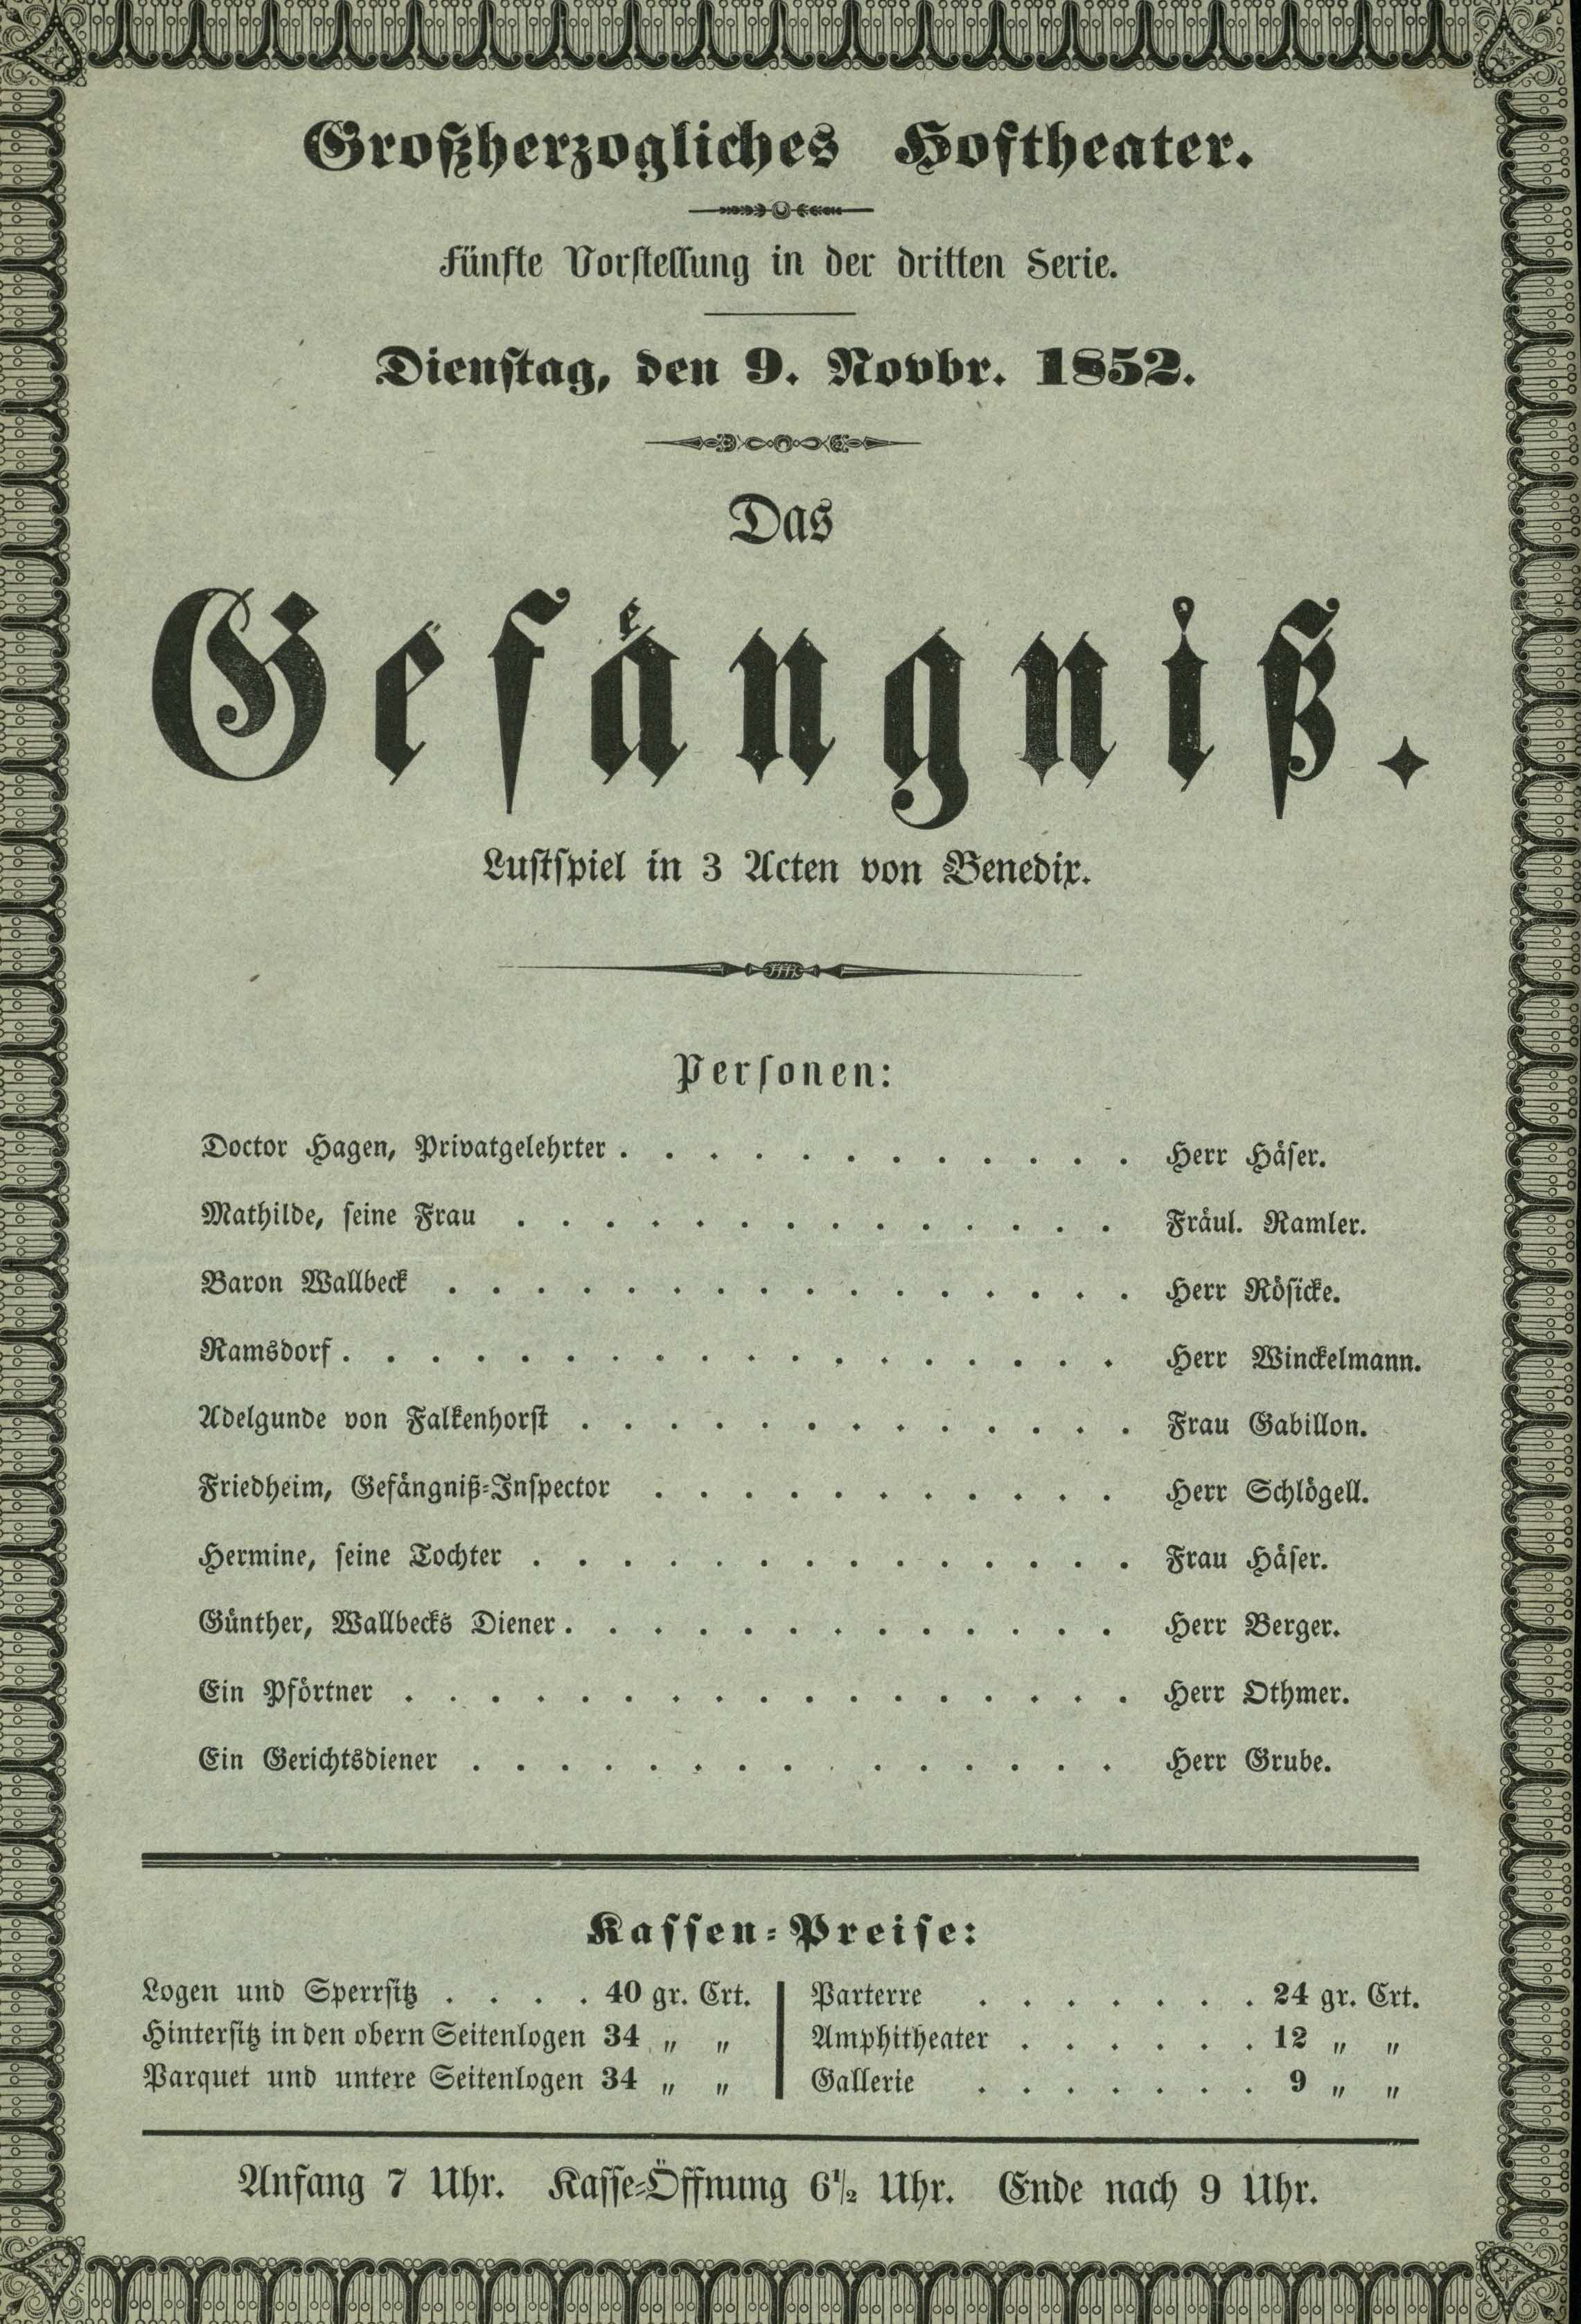 Großherzogliches Hoftheater.
Fünfte Vorstellung in der dritten Serie.
Dienstag, den 9. Novbr. 1852.
Das
Gefängniß.
Lustspiel in 3 Acten von Benedix.
Personen:
Doctor Hagen, Privatgelehrter . . . . . . . . . . . . Herr Häser.
Mathilde, seine Frau . . . . . . . . . . . . . . Fräul. Ramler.
Baron Wallbeck . . . . . . . . . . . . . . . . Herr Rösicke.
Ramsdorf . . . . . . . . . . . . . . . . . . Herr Winckelmann.
Adelgunde von Falkenhorst . . . . . . . . . . . . . Frau Gabillon.
Friedheim, Gefängniß-Inspector . . . . . . . . . . . Herr Schlögell.
Hermine, seine Tochter . . . . . . . . . . . . . . Frau Häser.
Günther, Wallbecks Diener . . . . . . . . . . . . . Herr Berger.
Ein Pförtner . . . . . . . . . . . . . . . . . Herr Othmer.
Ein Gerichtsdiener . . . . . . . . . . . . . . . Herr Grube.
Kassen-Preise:
Logen und Sperrsitz . . . . 40 gr. Crt.
Hintersitz in den obern Seitenlogen 34 „ „
Parquet und untere Seitenlogen 34 „ „
Parterre . . . . . . . 24 gr. Crt.
Amphitheater . . . . . . 12 „ „
Gallerie . . . . . . . 9 „ „
Anfang 7 Uhr. Kasse-Öffnung 6½ Uhr. Ende nach 9 Uhr.